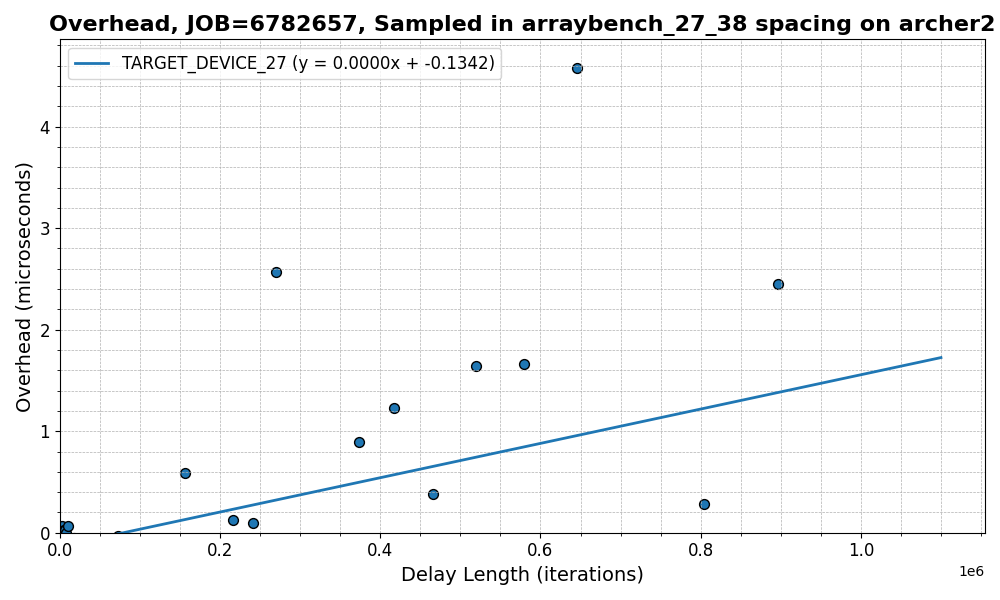 Overhead, JOB=6782657, Sampled in arraybench_27_38 spacing on archer2
TARGET_DEVICE_27 (y = 0.0000x + -0.1342)
Overhead (microseconds)
4
3
2
1
0
0.0 0.2 0.4 0.6 0.8 1.0
1e6
Delay Length (iterations)